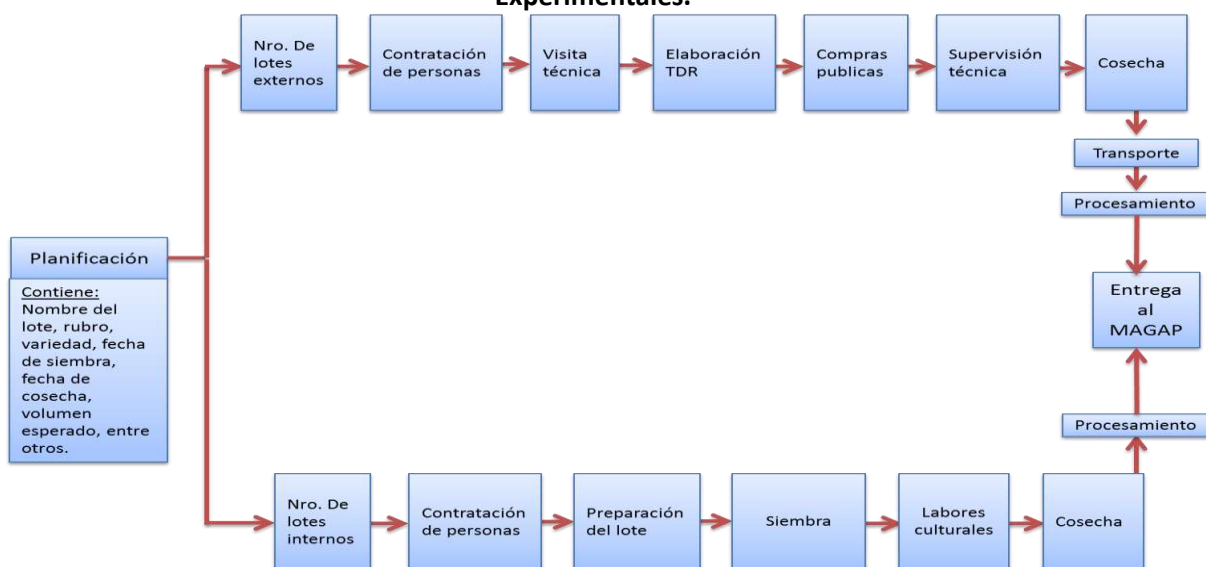 Experimentales.
Nro. De
lotes
externos
Contratación
de personas
Visita
técnica
Elaboración
TDR
Compras
publicas
Supervisión
técnica
Cosecha
Transporte
Procesamiento
Planificación
Contiene:
Nombre del
lote, rubro,
variedad, fecha
de siembra,
fecha de
cosecha,
volumen
esperado, entre
otros.
Entrega
al
MAGAP
Procesamiento
Nro. De
lotes
internos
Contratación
de personas
Preparación
del lote
Siembra
Labores
culturales
Cosecha